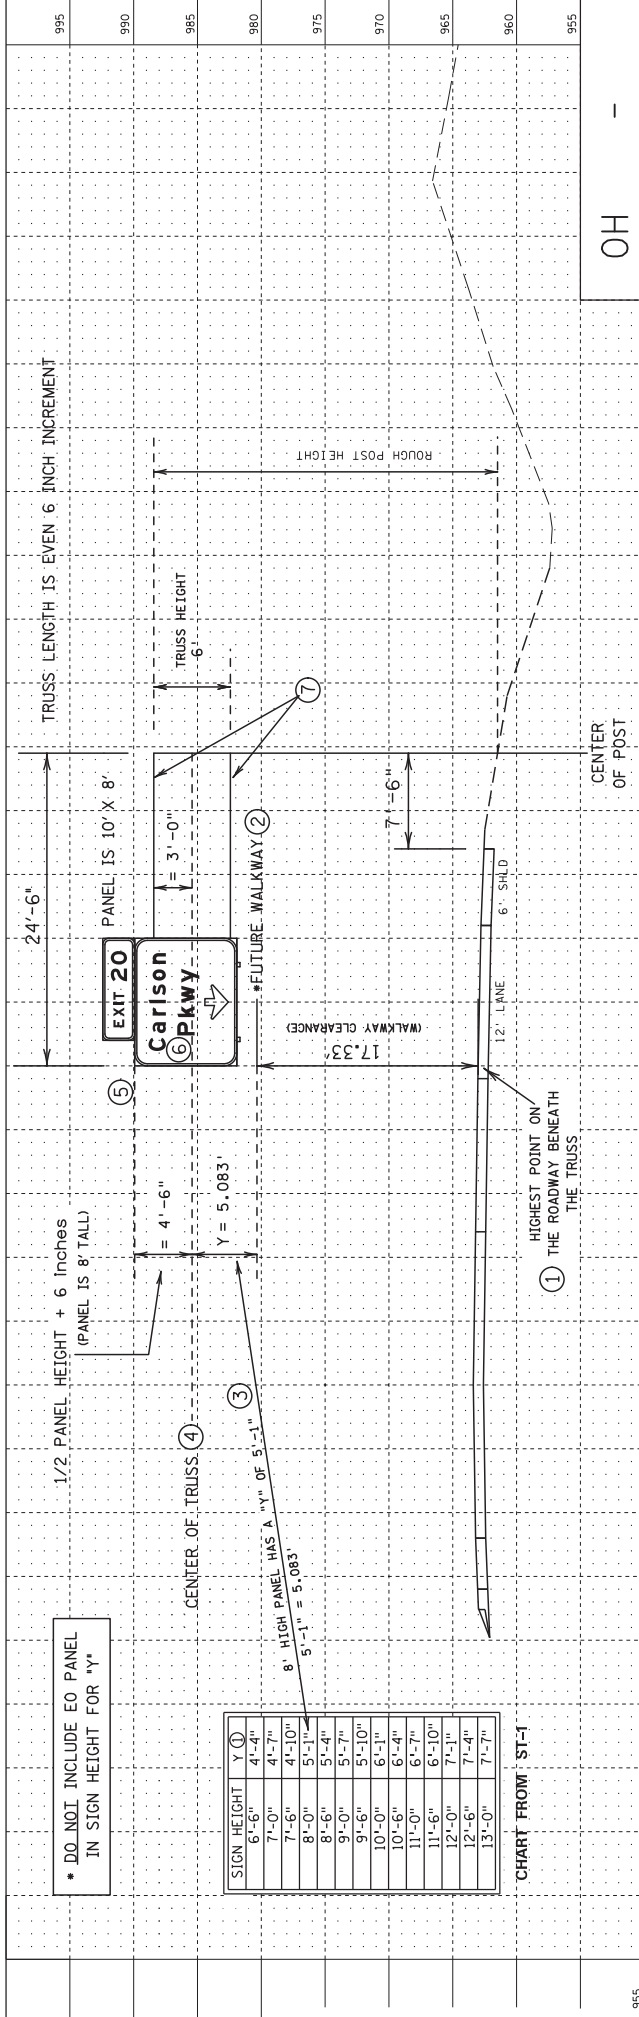 * DO NOT INCLUDE EO PANEL
IN SIGN HEIGHT FOR "Y"
1/2 PANEL HEIGHT + 6 Inches
(PANEL IS 8' TALL)
= 4'-6"
Y = 5.083'
CENTER OF TRUSS 4
3
8' HIGH PANEL HAS A "Y" OF 5'-1"
5'-1" = 5.083'
SIGN HEIGHT Y 1
6'-6" 4'-4"
7'-0" 4'-7"
7'-6" 4'-10"
8'-0" 5'-1"
8'-6" 5'-4"
9'-0" 5'-7"
9'-6" 5'-10"
10'-0" 6'-1"
10'-6" 6'-4"
11'-0" 6'-7"
11'-6" 6'-10"
12'-0" 7'-1"
12'-6" 7'-4"
13'-0" 7'-7"
CHART FROM ST-1
24'-6"
TRUSS LENGTH IS EVEN 6 INCH INCREMENT
PANEL IS 10' X 8'
5
EXIT 20
Carlson
Pkwy
6
= 3'-0"
TRUSS HEIGHT
6'
7
*FUTURE WALKWAY 2
17.33'
(WALKWAY CLEARANCE)
ROUGH POST HEIGHT
7'-6"
12' LANE
6' SHLD
HIGHEST POINT ON
1 THE ROADWAY BENEATH
THE TRUSS
CENTER
OF POST
995
990
985
980
975
970
965
960
955
955
OH -